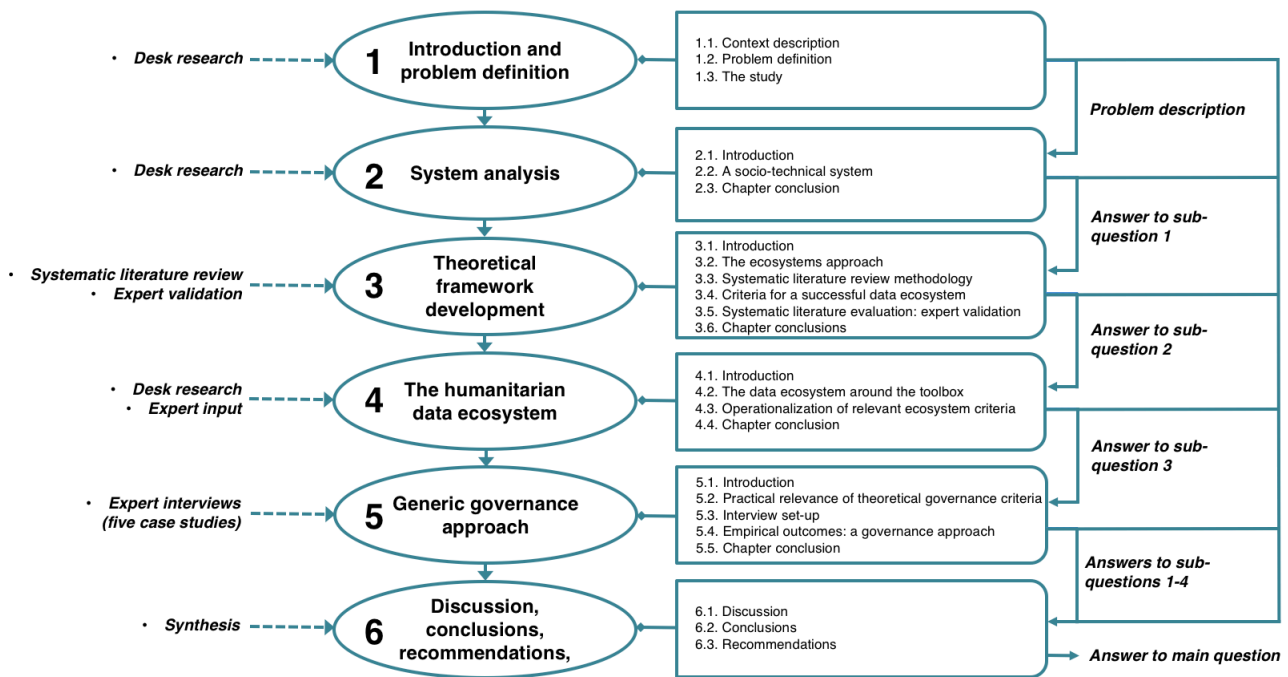 • Desk research
1
Introduction and
problem definition
1.1. Context description
1.2. Problem definition
1.3. The study
Problem description
• Desk research
2
System analysis
2.1. Introduction
2.2. A socio-technical system
2.3. Chapter conclusion
Answer to sub-
question 1
• Systematic literature review
• Expert validation
3
Theoretical
framework
development
3.1. Introduction
3.2. The ecosystems approach
3.3. Systematic literature review methodology
3.4. Criteria for a successful data ecosystem
3.5. Systematic literature evaluation: expert validation
3.6. Chapter conclusions
Answer to sub-
question 2
• Desk research
• Expert input
4
The humanitarian
data ecosystem
4.1. Introduction
4.2. The data ecosystem around the toolbox
4.3. Operationalization of relevant ecosystem criteria
4.4. Chapter conclusion
Answer to sub-
question 3
• Expert interviews
(five case studies)
5
Generic governance
approach
5.1. Introduction
5.2. Practical relevance of theoretical governance criteria
5.3. Interview set-up
5.4. Empirical outcomes: a governance approach
5.5. Chapter conclusion
Answers to sub-
questions 1-4
• Synthesis
6
Discussion,
conclusions,
recommendations,
6.1. Discussion
6.2. Conclusions
6.3. Recommendations
Answer to main question